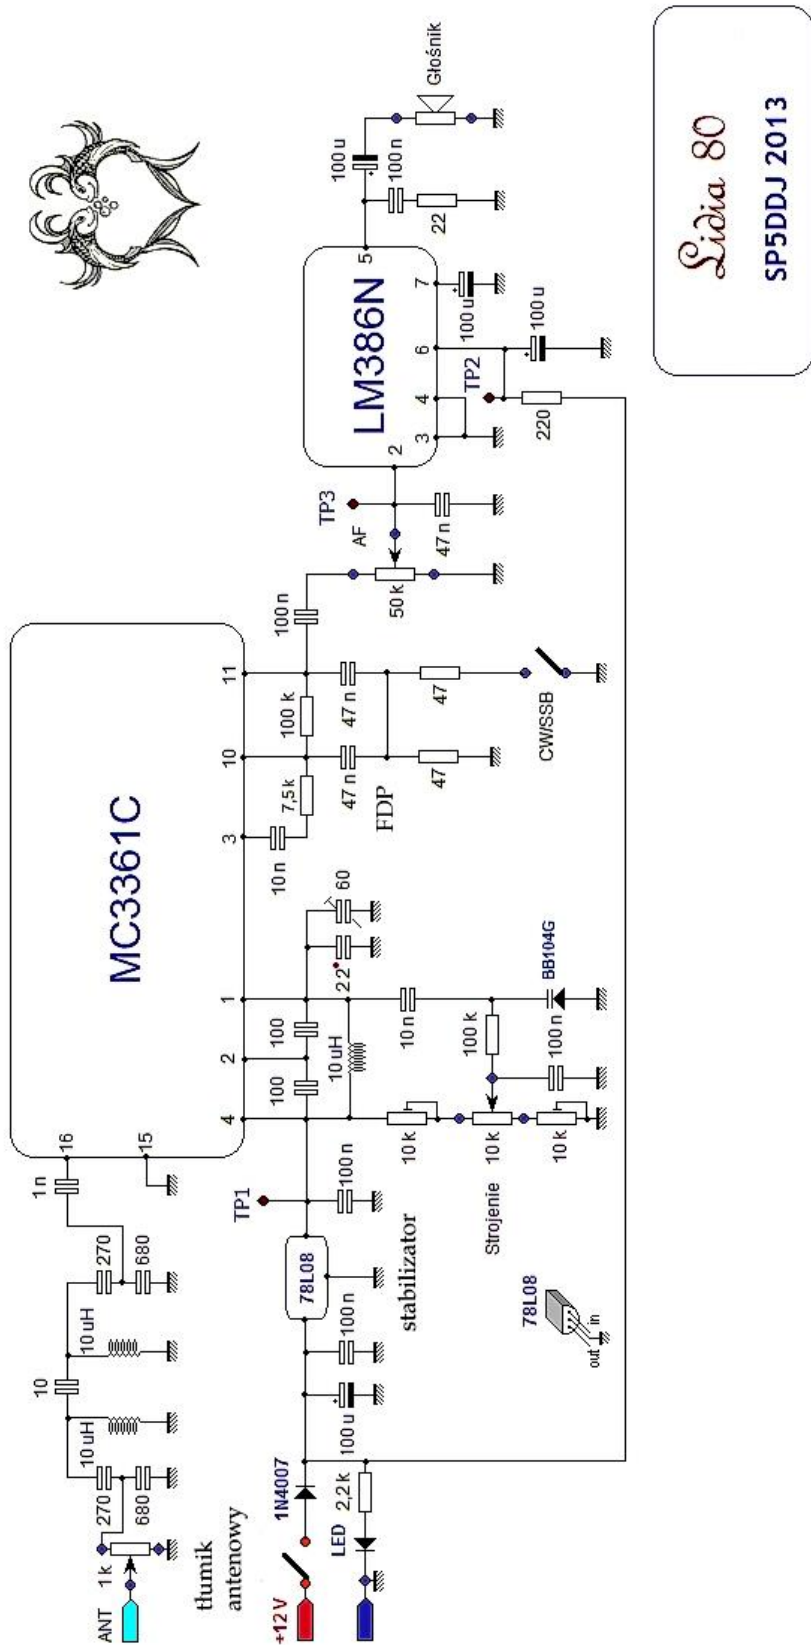 ANT
1 k
tłumik
antenowy
270
680
10 uH
10
10 uH
270
680
1 n
16
15
MC3361C
4
2
1
3
10
11
+12 V
1N4007
LED
2,2 k
100 u
100 n
78L08
stabilizator
TP1
100 n
100
100
10 uH
22
60
10 n
100 k
BB104G
100 n
10 k
10 k
10 k
Strojenie
78L08
out
in
10 n
7,5 k
100 k
47 n
47 n
FDP
47
47
CW/SSB
100 n
50 k
AF
TP3
47 n
LM386N
2
3
4
6
7
5
TP2
220
100 u
100 u
100 u
100 n
22
Głośnik
Lidia 80
SP5DDJ 2013